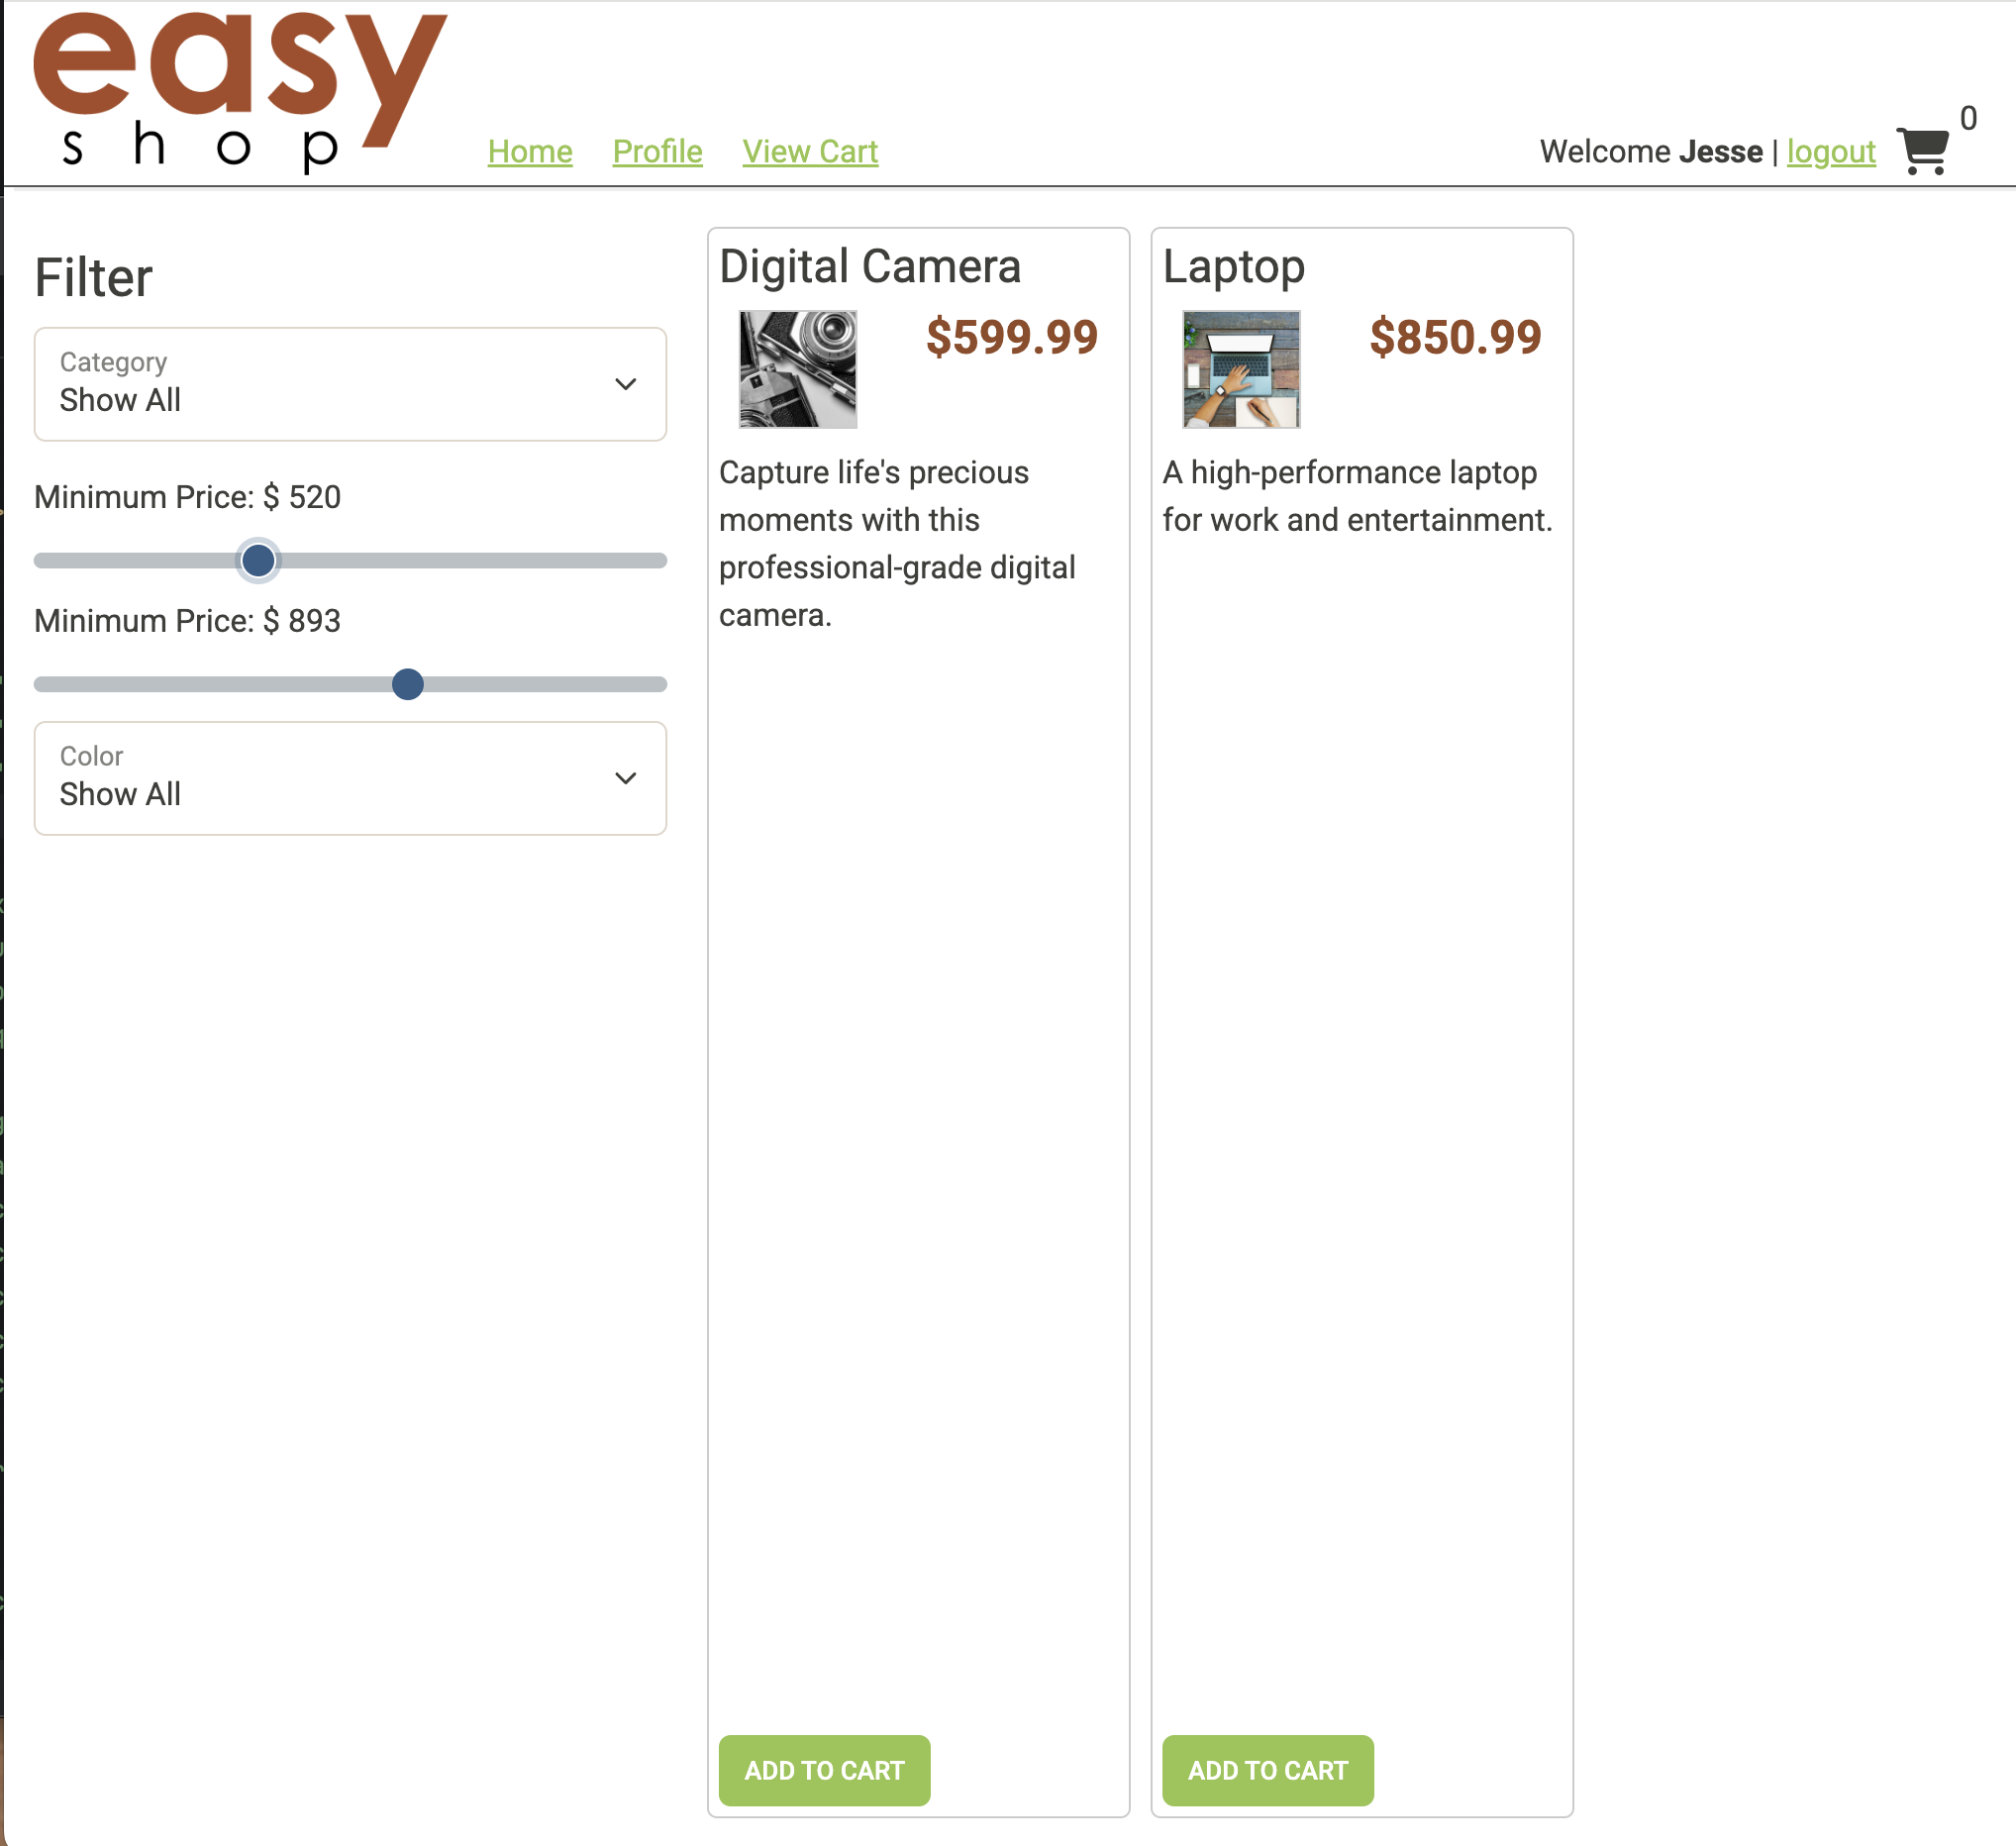 easy
shop
Home Profile View Cart
Welcome Jesse | logout
0
Filter
Category
Show All
Minimum Price: $ 520
Minimum Price: $ 893
Color
Show All
Digital Camera
$599.99
Capture life's precious
moments with this
professional-grade digital
camera.
ADD TO CART
Laptop
$850.99
A high-performance laptop
for work and entertainment.
ADD TO CART